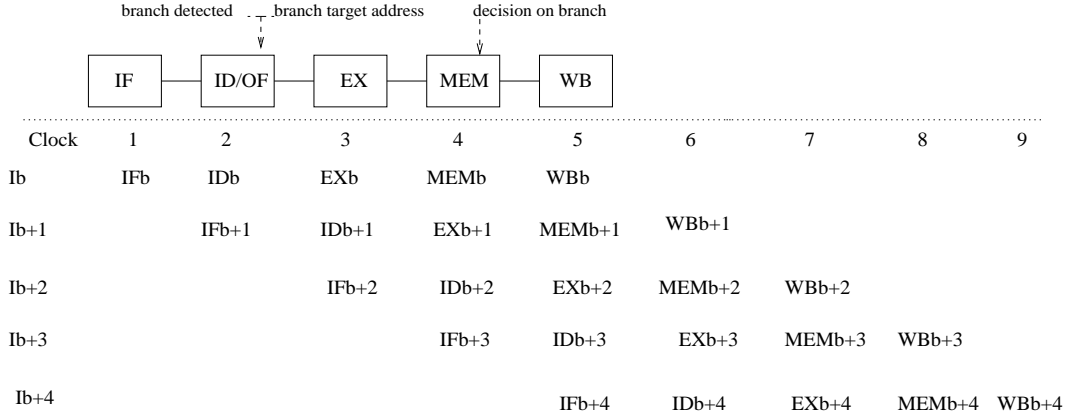 branch detected branch target address decision on branch
IF ID/OF EX MEM WB
Clock 1 2 3 4 5 6 7 8 9
Ib IFb IDb EXb MEMb WBb
Ib+1 IFb+1 IDb+1 EXb+1 MEMb+1 WBb+1
Ib+2 IFb+2 IDb+2 EXb+2 MEMb+2 WBb+2
Ib+3 IFb+3 IDb+3 EXb+3 MEMb+3 WBb+3
Ib+4 IFb+4 IDb+4 EXb+4 MEMb+4 WBb+4